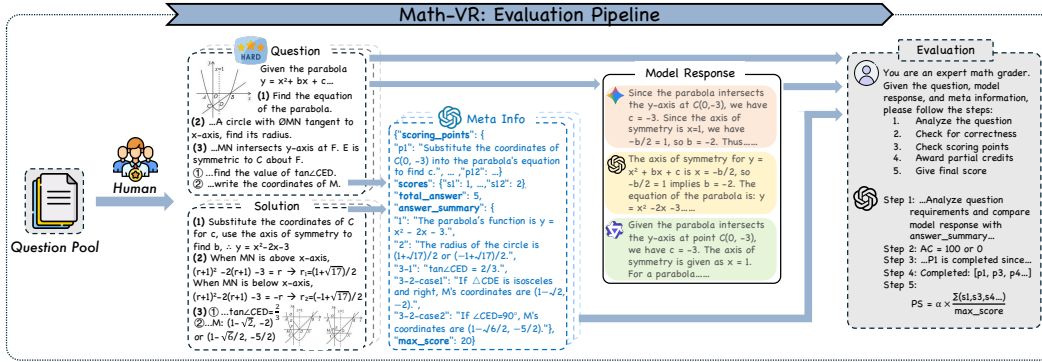 Math-VR: Evaluation Pipeline
Question Pool
Human
HARD
Question
Given the parabola
y = x²+ bx + c…
(1) Find the equation
of the parabola.
(2) …A circle with ØMN tangent to
x-axis, find its radius.
(3) …MN intersects y-axis at F. E is
symmetric to C about F.
① …find the value of tan∠CED.
② …write the coordinates of M.
Solution
(1) Substitute the coordinates of C
for c, use the axis of symmetry to
find b, ∴ y = x²-2x-3
(2) When MN is above x-axis,
(r+1)² -2(r+1) -3 = r → r₁=(1+√17)/2
When MN is below x-axis,
(r+1)²-2(r+1) -3 = -r → r₂=(-1+√17)/2
(3) ① …tan∠CED=2/3
②…M: (1-√2, -2)
or (1-√6/2, -5/2)
Meta Info
{"scoring_points": {
"p1": "Substitute the coordinates of
C(0, -3) into the parabola's equation
to find c.", … ,"p12": …}
"scores": {"s1": 1, …,"s12": 2}
"total_answer": 5,
"answer_summary": {
"1": "The parabola's function is y =
x² - 2x - 3.",
"2": "The radius of the circle is
(1+√17)/2 or (-1+√17)/2.",
"3-1": "tan∠CED = 2/3.",
"3-2-case1": "If △CDE is isosceles
and right, M's coordinates are (1-√2,
-2).",
"3-2-case2": "If ∠CED=90°, M's
coordinates are (1-√6/2, -5/2)."},
"max_score": 20}
Model Response
Since the parabola intersects
the y-axis at C(0,-3), we have
c = -3. Since the axis of
symmetry is x=1, we have
-b/2 = 1, so b = -2. Thus……
The axis of symmetry for y =
x² + bx + c is x = -b/2, so
-b/2 = 1 implies b = -2. The
equation of the parabola is: y
= x² -2x -3……
Given the parabola intersects
the y-axis at point C(0, -3),
we have c = -3. The axis of
symmetry is given as x = 1.
For a parabola……
Evaluation
You are an expert math grader.
Given the question, model
response, and meta information,
please follow the steps:
1. Analyze the question
2. Check for correctness
3. Check scoring points
4. Award partial credits
5. Give final score
Step 1: …Analyze question
requirements and compare
model response with
answer_summary…
Step 2: AC = 100 or 0
Step 3: …P1 is completed since…
Step 4: Completed: [p1, p3, p4…]
Step 5:
PS = α × Σ(s1,s3,s4…)/max_score